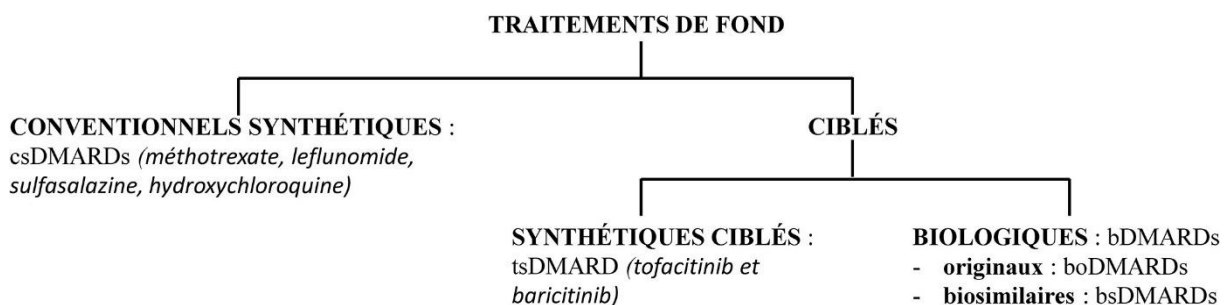 TRAITEMENTS DE FOND
CONVENTIONNELS SYNTHÉTIQUES :
csDMARDs (méthotrexate, leflunomide,
sulfasalazine, hydroxychloroquine)
CIBLÉS
SYNTHÉTIQUES CIBLÉS :
tsDMARD (tofacitinib et
baricitinib)
BIOLOGIQUES : bDMARDs
- originaux : boDMARDs
- biosimilaires : bsDMARDs